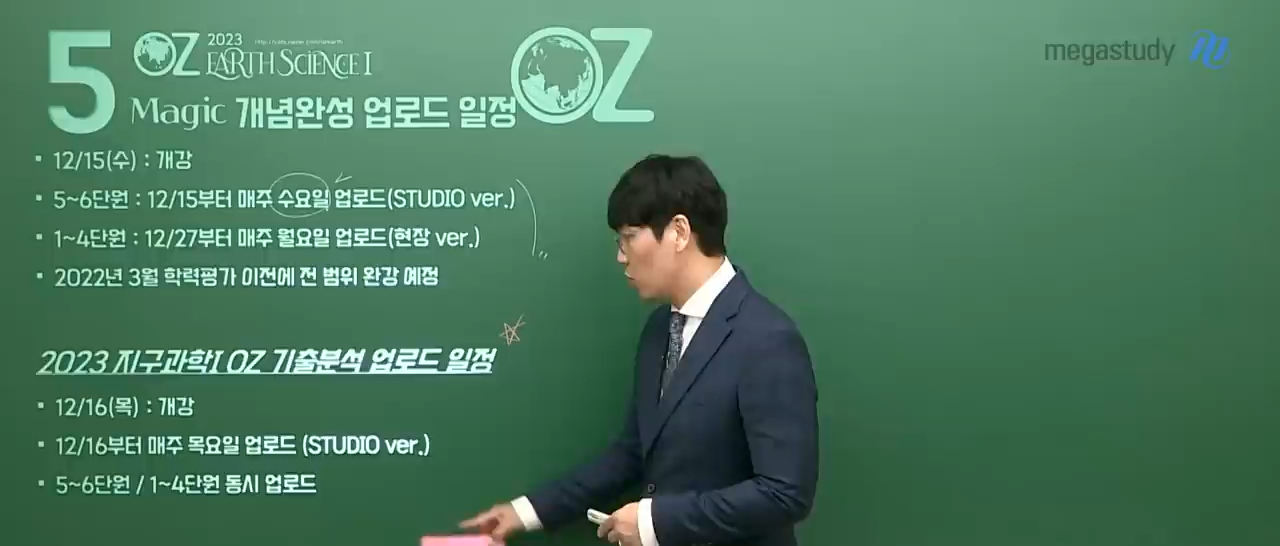 5 OZ 2023 EARTH SCIENCE I OZ
Magic 개념완성 업로드 일정
megastudy
▪ 12/15(수) : 개강
▪ 5~6단원 : 12/15부터 매주 수요일 업로드(STUDIO ver.)
▪ 1~4단원 : 12/27부터 매주 월요일 업로드(현장 ver.)
▪ 2022년 3월 학력평가 이전에 전 범위 완강 예정
2023 지구과학I OZ 기출분석 업로드 일정
▪ 12/16(목) : 개강
▪ 12/16부터 매주 목요일 업로드 (STUDIO ver.)
▪ 5~6단원 / 1~4단원 동시 업로드